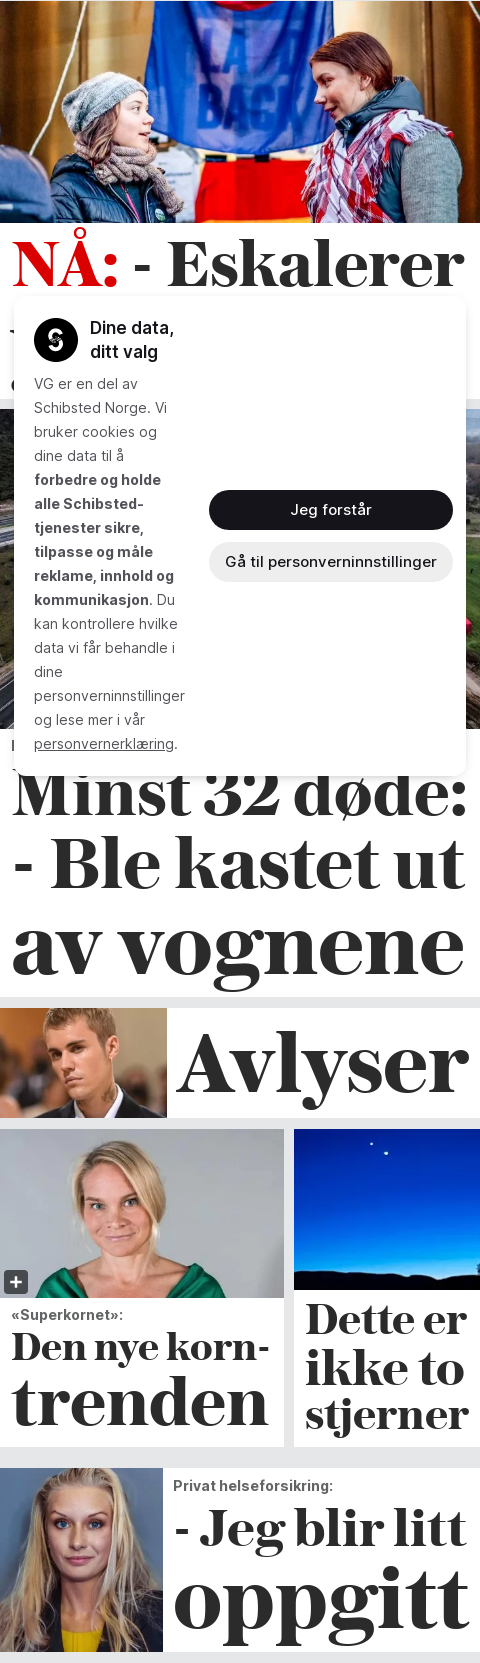 LAND
BACK
NÅ: - Eskalerer
Dine data,
ditt valg
VG er en del av
Schibsted Norge. Vi
bruker cookies og
dine data til å
forbedre og holde
alle Schibsted-
tjenester sikre,
tilpasse og måle
reklame, innhold og
kommunikasjon. Du
kan kontrollere hvilke
data vi får behandle i
dine
personverninnstillinger
og lese mer i vår
personvernerklæring.
Jeg forstår
Gå til personverninnstillinger
Minst 32 døde:
- Ble kastet ut
av vognene
Avlyser
«Superkornet»:
Den nye korn-
trenden
Dette er
ikke to
stjerner
Privat helseforsikring:
- Jeg blir litt
oppgitt